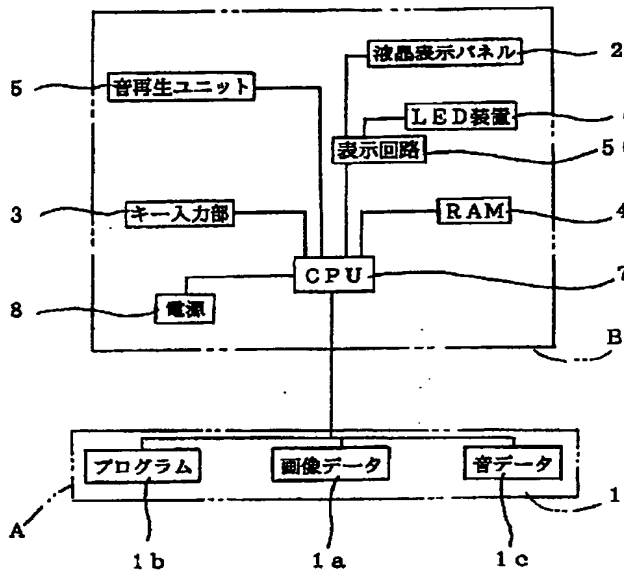 液晶表示パネル
2
5
音再生ユニット
LED装置
表示回路
5
3
キー入力部
RAM
4
CPU
7
8
電源
B
プログラム
画像データ
音データ
1
A
1b
1a
1c